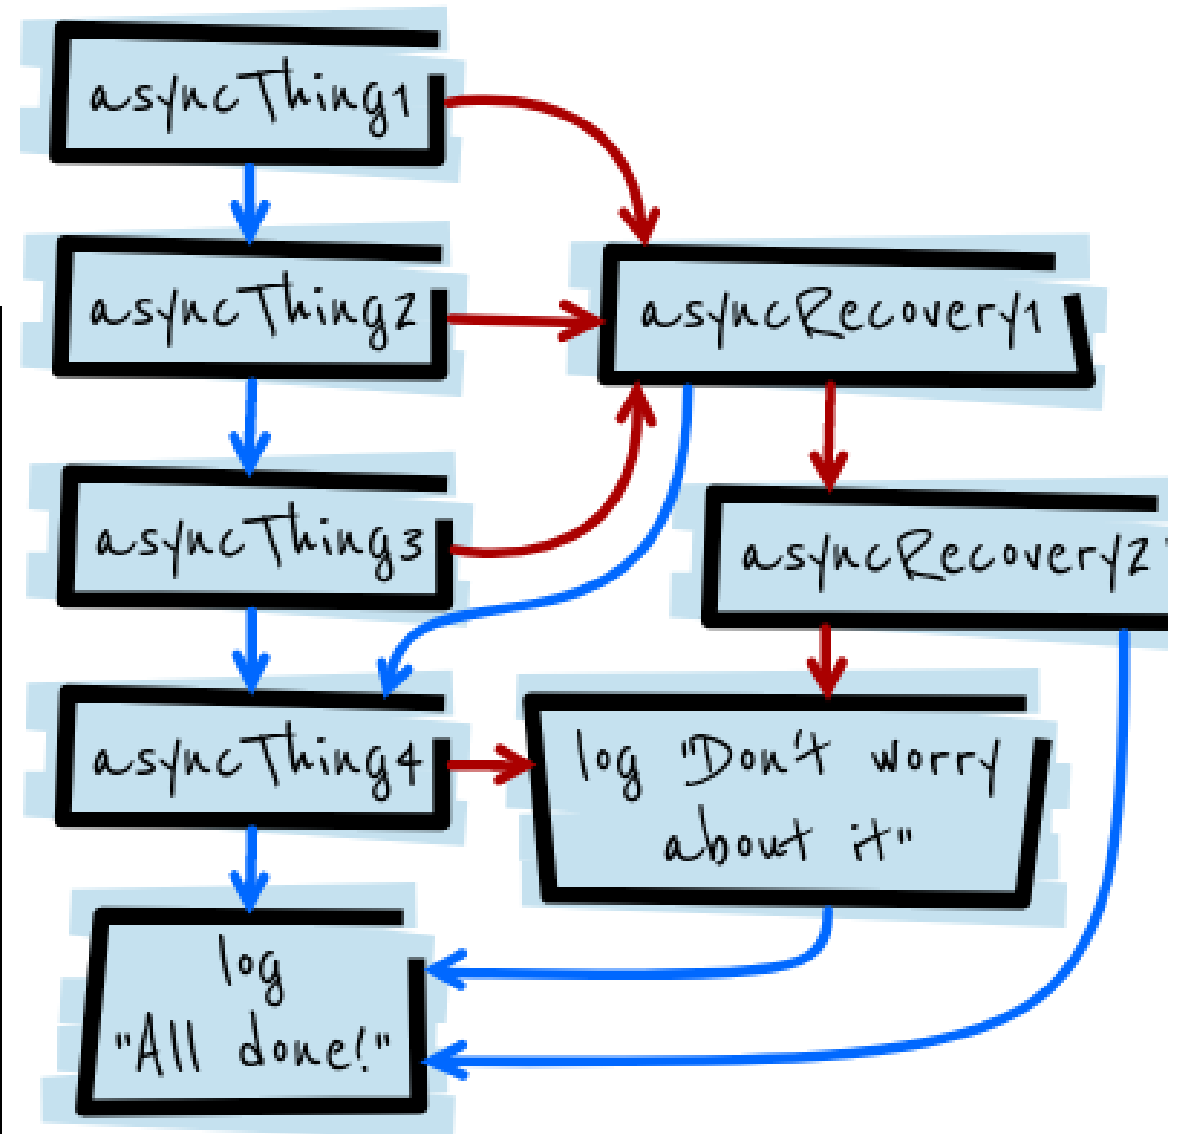 asyncThing1
asyncThing2
asyncRecovery1
asyncThing3
asyncRecovery2
asyncThing4
log "Don't worry
about it"
log
"All done!"